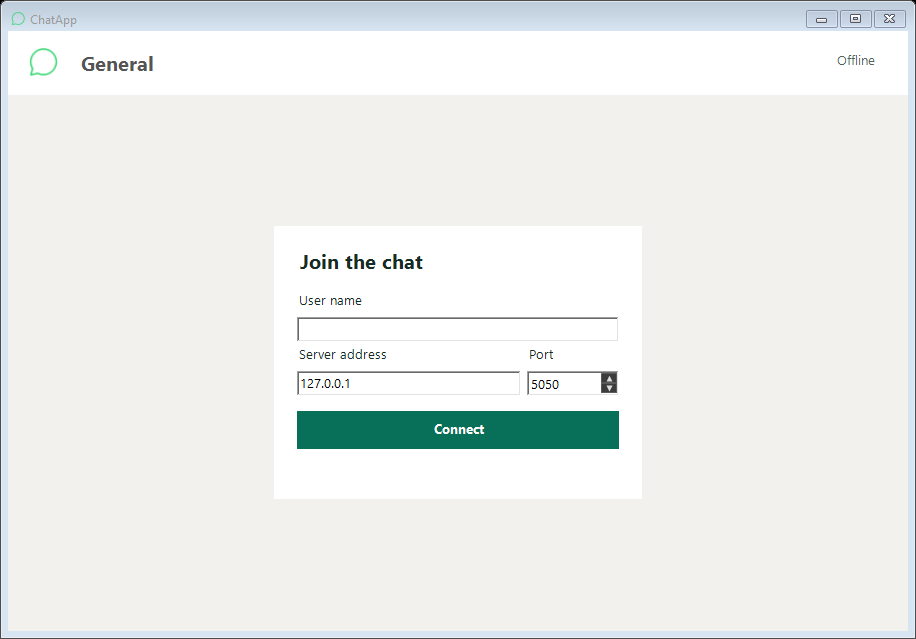 ChatApp
General
Offline
Join the chat
User name
Server address
Port
127.0.0.1
5050
Connect